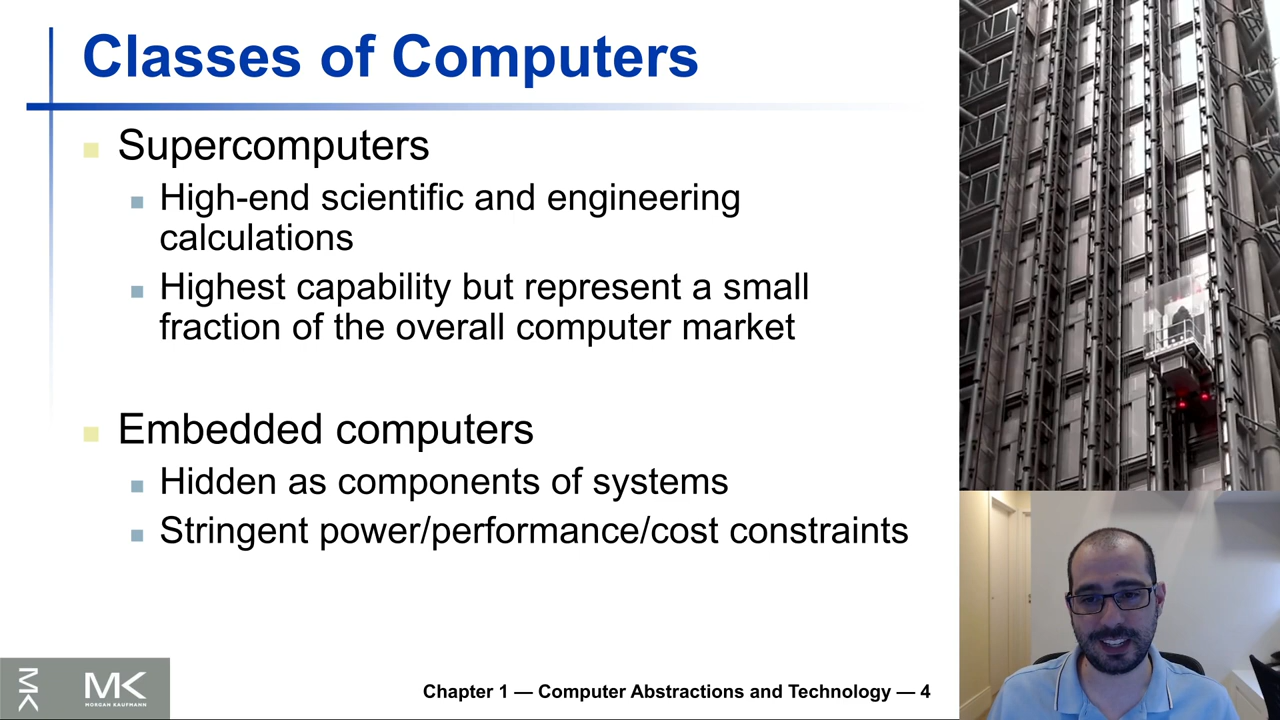 Classes of Computers
Supercomputers
High-end scientific and engineering
calculations
Highest capability but represent a small
fraction of the overall computer market
Embedded computers
Hidden as components of systems
Stringent power/performance/cost constraints
MK
MK
MORGAN KAUFMANN
Chapter 1 — Computer Abstractions and Technology — 4